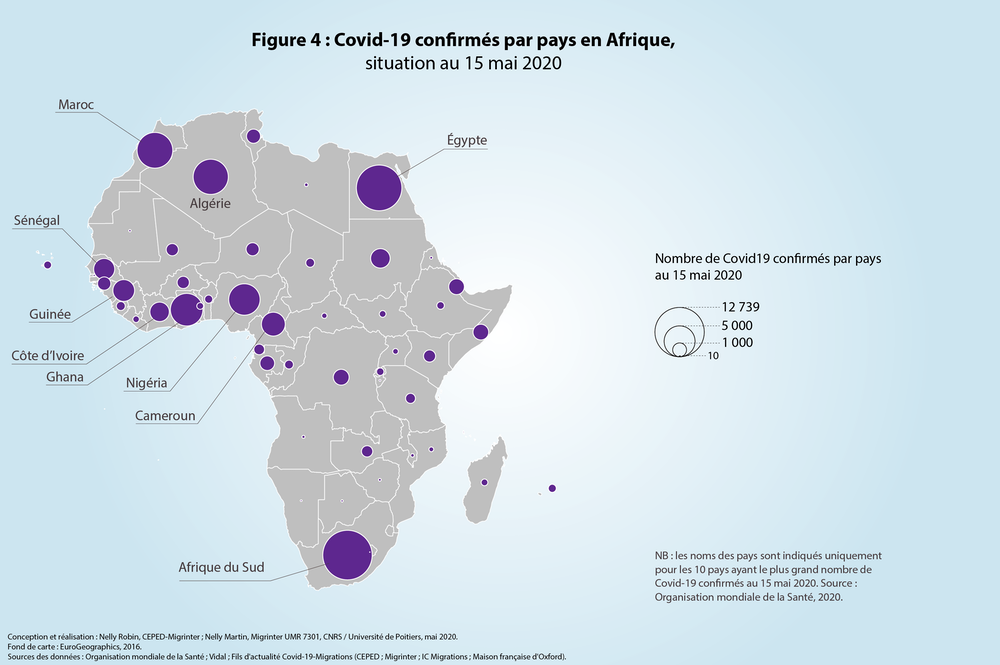 Figure 4 : Covid-19 confirmés par pays en Afrique,
situation au 15 mai 2020
Maroc
Égypte
Algérie
Sénégal
Guinée
Côte d'Ivoire
Ghana
Nigéria
Cameroun
Afrique du Sud
Nombre de Covid19 confirmés par pays
au 15 mai 2020
12 739
5 000
1 000
10
NB : les noms des pays sont indiqués uniquement
pour les 10 pays ayant le plus grand nombre de
Covid-19 confirmés au 15 mai 2020. Source :
Organisation mondiale de la Santé, 2020.
Conception et réalisation : Nelly Robin, CEPED-Migrinter ; Nelly Martin, Migrinter UMR 7301, CNRS / Université de Poitiers, mai 2020.
Fond de carte : EuroGeographics, 2016.
Sources des données : Organisation mondiale de la Santé ; Vidal ; Fils d'actualité Covid-19-Migrations (CEPED ; Migrinter ; IC Migrations ; Maison française d'Oxford).